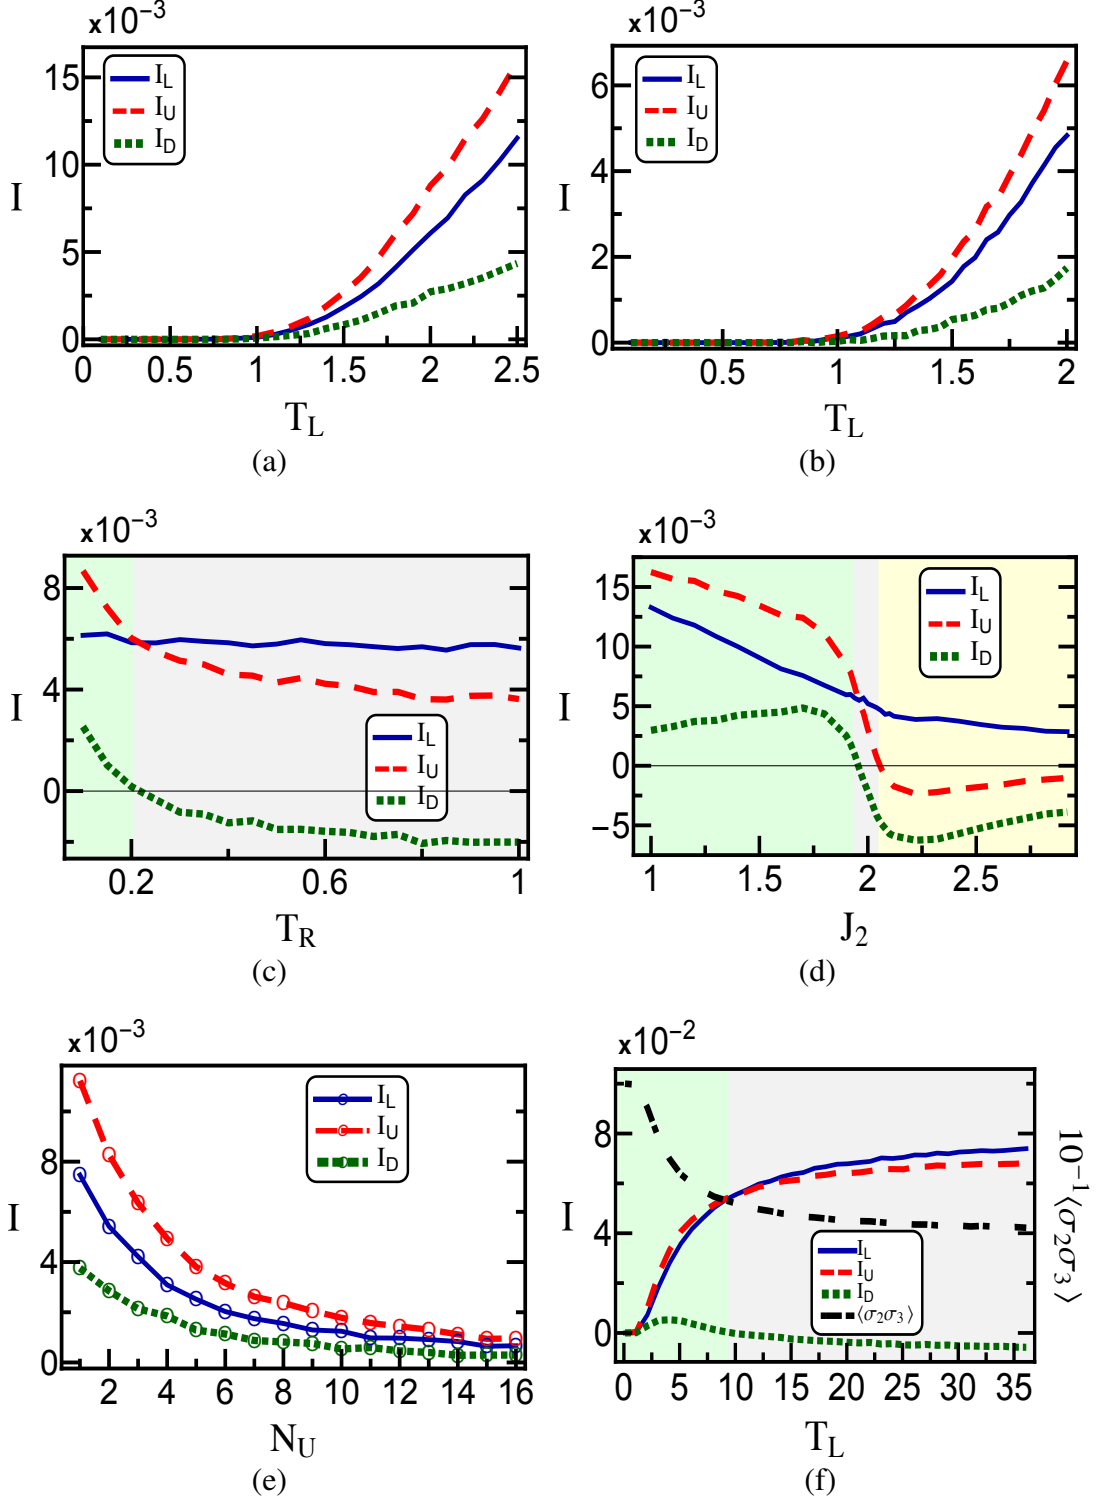 x10⁻³
15
10
5
0
I
I_L
I_U
I_D
0 0.5 1 1.5 2 2.5
T_L
(a)
x10⁻³
6
4
2
0
I
I_L
I_U
I_D
0.5 1 1.5 2
T_L
(b)
x10⁻³
8
4
0
I
I_L
I_U
I_D
0.2 0.6 1
T_R
(c)
x10⁻³
15
10
5
0
−5
I
I_L
I_U
I_D
1 1.5 2 2.5
J_2
(d)
x10⁻³
8
4
0
I
I_L
I_U
I_D
2 4 6 8 10 12 14 16
N_U
(e)
x10⁻²
8
4
0
I
I_L
I_U
I_D
⟨σ₂σ₃⟩
10⁻¹⟨σ₂σ₃⟩
0 5 10 15 20 25 30 35
T_L
(f)